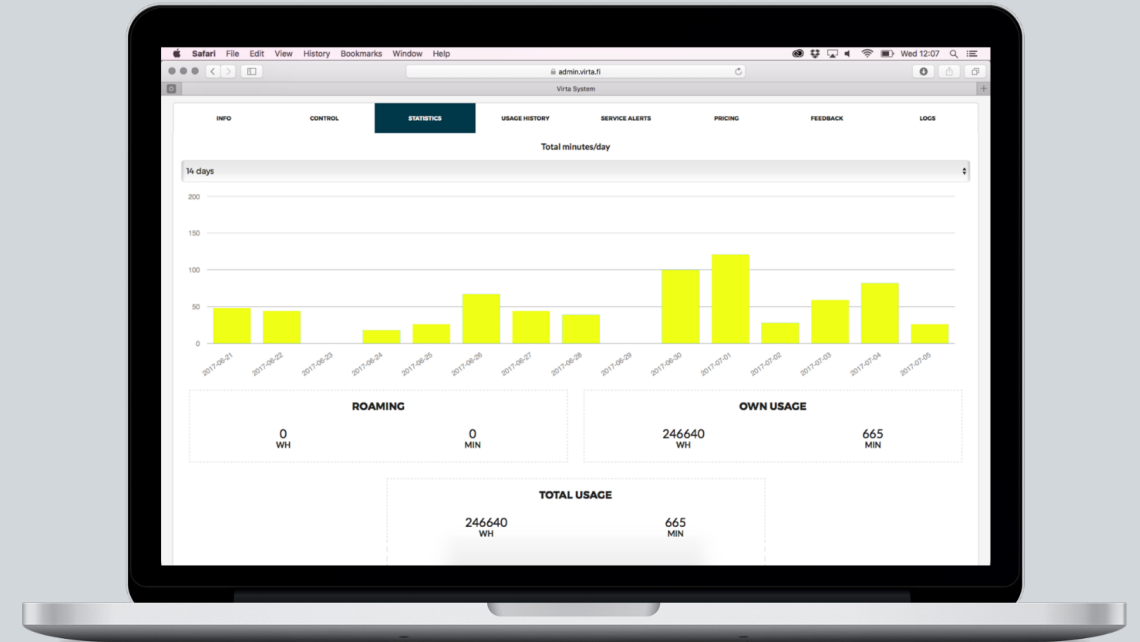 Safari File Edit View History Bookmarks Window Help Wed 12:07
admin.virta.fi
Virta System
INFO CONTROL STATISTICS USAGE HISTORY SERVICE ALERTS PRICING FEEDBACK LOGS
Total minutes/day
14 days
200
150
100
50
0
2017-06-21 2017-06-22 2017-06-23 2017-06-24 2017-06-25 2017-06-26 2017-06-27 2017-06-28 2017-06-29 2017-06-30 2017-07-01 2017-07-02 2017-07-03 2017-07-04 2017-07-05
ROAMING OWN USAGE
0 0 246640 665
WH MIN WH MIN
TOTAL USAGE
246640 665
WH MIN